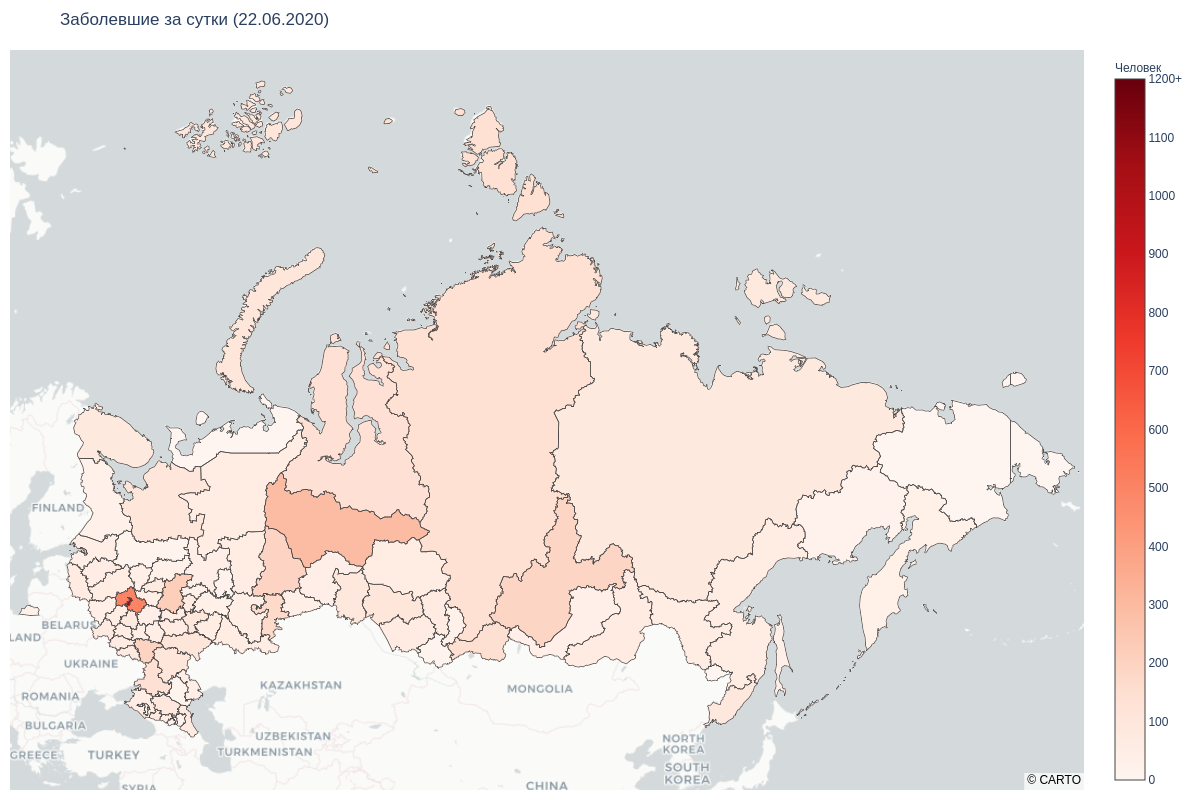 Заболевшие за сутки (22.06.2020)
Человек
1200+
1100
1000
900
800
700
600
500
400
300
200
100
0
FINLAND
BELARUS
LAND
UKRAINE
ROMANIA
BULGARIA
GREECE
TURKEY
SYRIA
KAZAKHSTAN
UZBEKISTAN
TURKMENISTAN
MONGOLIA
CHINA
NORTH
KOREA
SOUTH
KOREA
© CARTO